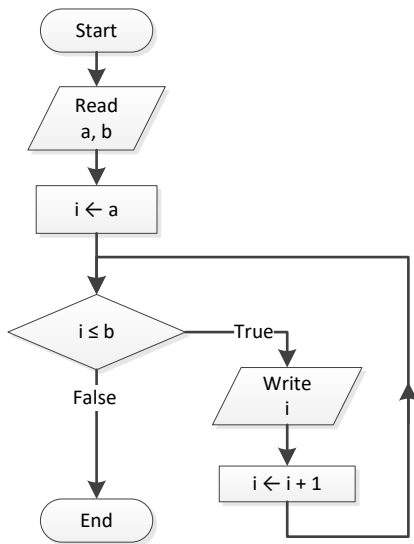 Start
Read
a, b
i ← a
i ≤ b
True
False
Write
i
i ← i + 1
End